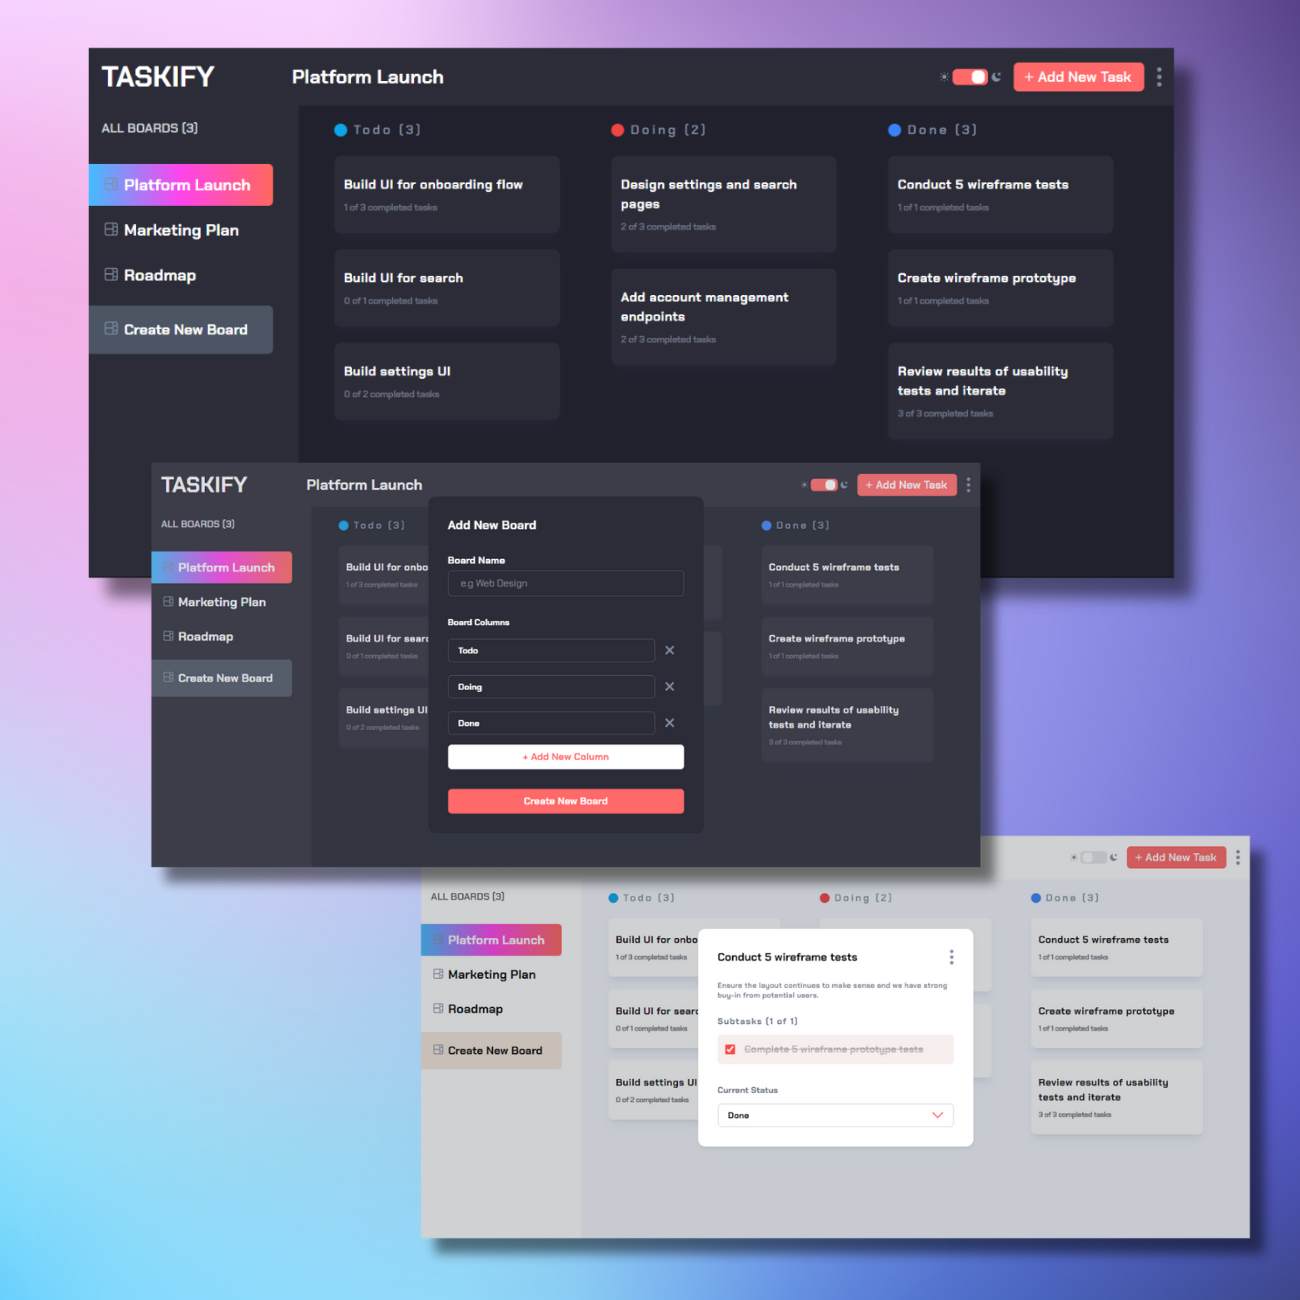 TASKIFY
Platform Launch
+ Add New Task
ALL BOARDS (3)
Platform Launch
Marketing Plan
Roadmap
Create New Board
Todo (3)
Build UI for onboarding flow
1 of 3 completed tasks
Build UI for search
0 of 1 completed tasks
Build settings UI
0 of 2 completed tasks
Doing (2)
Design settings and search
pages
2 of 3 completed tasks
Add account management
endpoints
2 of 3 completed tasks
Done (3)
Conduct 5 wireframe tests
1 of 1 completed tasks
Create wireframe prototype
1 of 1 completed tasks
Review results of usability
tests and iterate
3 of 3 completed tasks
TASKIFY
Platform Launch
+ Add New Task
ALL BOARDS (3)
Platform Launch
Marketing Plan
Roadmap
Create New Board
Todo (3)
Build UI for onbo
1 of 3 completed tasks
Build UI for sear
0 of 1 completed tasks
Build settings UI
0 of 2 completed tasks
Add New Board
Board Name
e.g Web Design
Board Columns
Todo
Doing
Done
+ Add New Column
Create New Board
Done (3)
Conduct 5 wireframe tests
1 of 1 completed tasks
Create wireframe prototype
1 of 1 completed tasks
Review results of usability
tests and iterate
3 of 3 completed tasks
+ Add New Task
ALL BOARDS (3)
Platform Launch
Marketing Plan
Roadmap
Create New Board
Todo (3)
Build UI for onbo
1 of 3 completed tasks
Build UI for sear
0 of 1 completed tasks
Build settings UI
0 of 2 completed tasks
Doing (2)
Conduct 5 wireframe tests
Ensure the layout continues to make sense and we have strong
buy-in from potential users.
Subtasks (1 of 1)
Complete 5 wireframe prototype tests
Current Status
Done
Done (3)
Conduct 5 wireframe tests
1 of 1 completed tasks
Create wireframe prototype
1 of 1 completed tasks
Review results of usability
tests and iterate
3 of 3 completed tasks